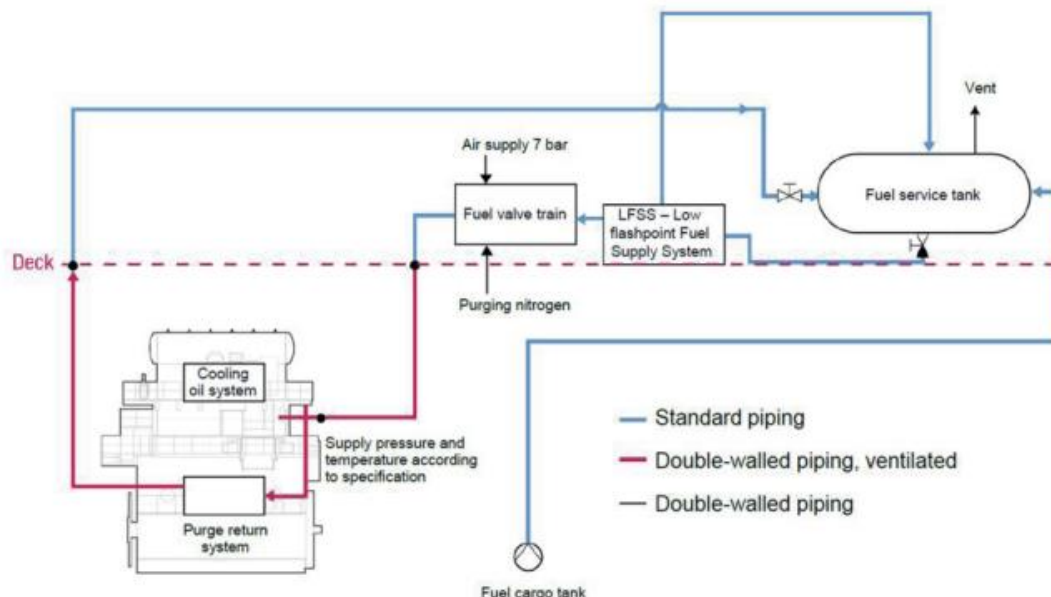 Vent
Air supply 7 bar
Fuel valve train
LFSS – Low
flashpoint Fuel
Supply System
Fuel service tank
Deck
Purging nitrogen
Cooling
oil system
Supply pressure and
temperature according
to specification
Purge return
system
Standard piping
Double-walled piping, ventilated
Double-walled piping
Fuel cargo tank